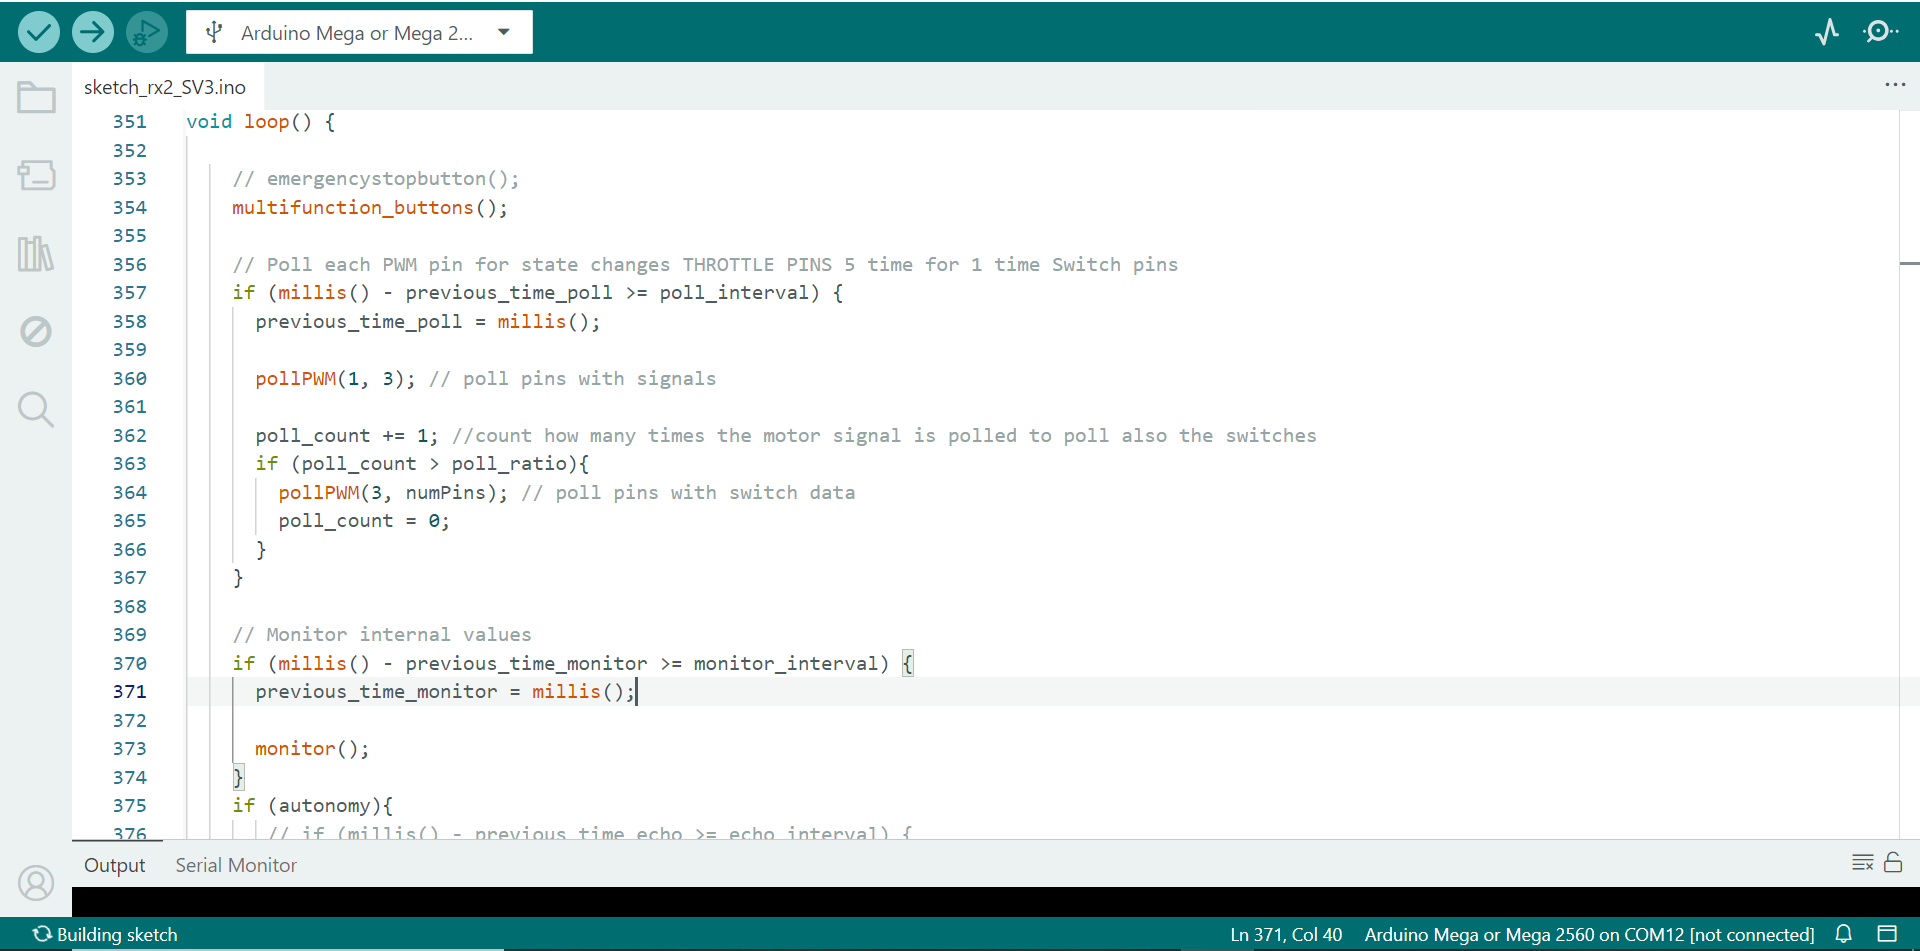 Arduino Mega or Mega 2...
sketch_rx2_SV3.ino
351 void loop() {
352
353 // emergencystopbutton();
354 multifunction_buttons();
355
356 // Poll each PWM pin for state changes THROTTLE PINS 5 time for 1 time Switch pins
357 if (millis() - previous_time_poll >= poll_interval) {
358 previous_time_poll = millis();
359
360 pollPWM(1, 3); // poll pins with signals
361
362 poll_count += 1; //count how many times the motor signal is polled to poll also the switches
363 if (poll_count > poll_ratio){
364 pollPWM(3, numPins); // poll pins with switch data
365 poll_count = 0;
366 }
367 }
368
369 // Monitor internal values
370 if (millis() - previous_time_monitor >= monitor_interval) {
371 previous_time_monitor = millis();
372
373 monitor();
374 }
375 if (autonomy){
376 // if (millis() - previous_time_echo >= echo_interval) {
Output Serial Monitor
Building sketch Ln 371, Col 40 Arduino Mega or Mega 2560 on COM12 [not connected]